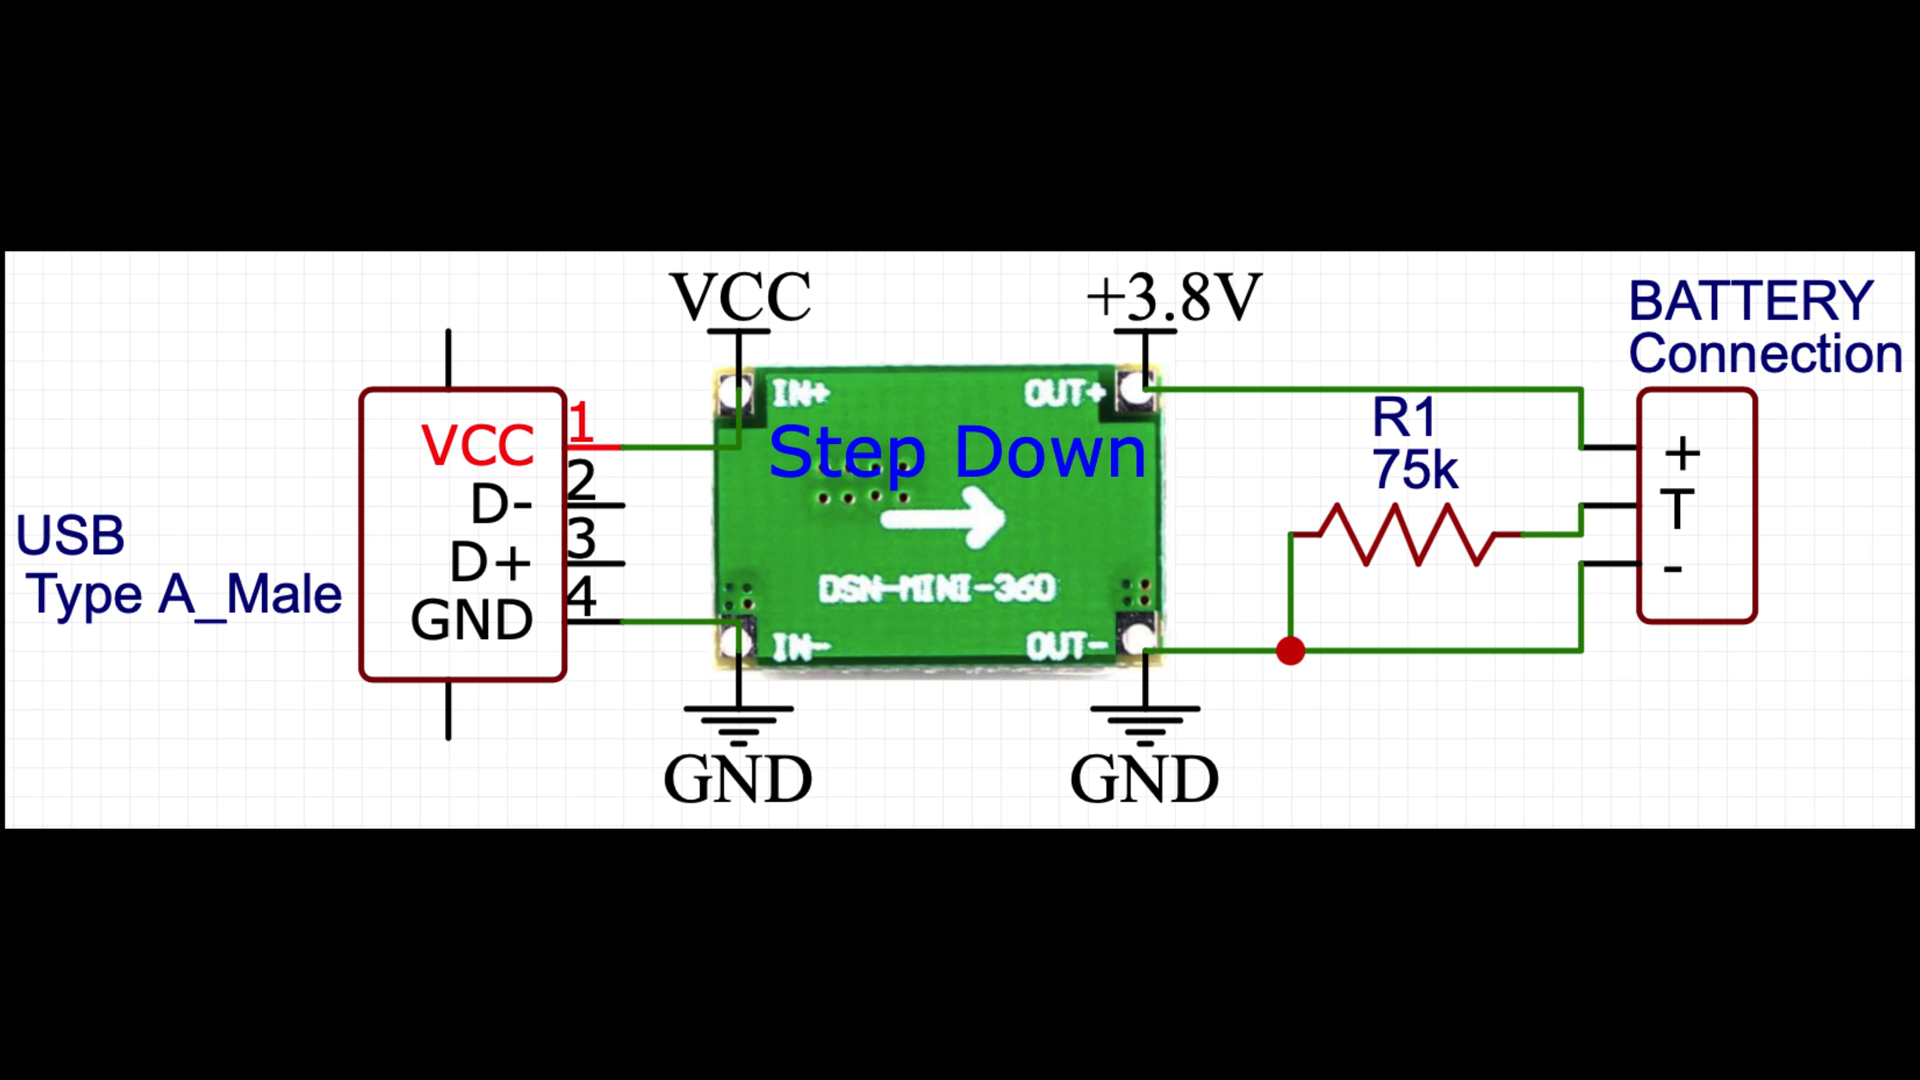 USB
Type A_Male
VCC
1
D-
2
D+
3
GND
4
VCC
GND
IN+
OUT+
Step Down
DSN-MINI-360
IN-
OUT-
+3.8V
GND
R1
75k
BATTERY
Connection
+
T
-